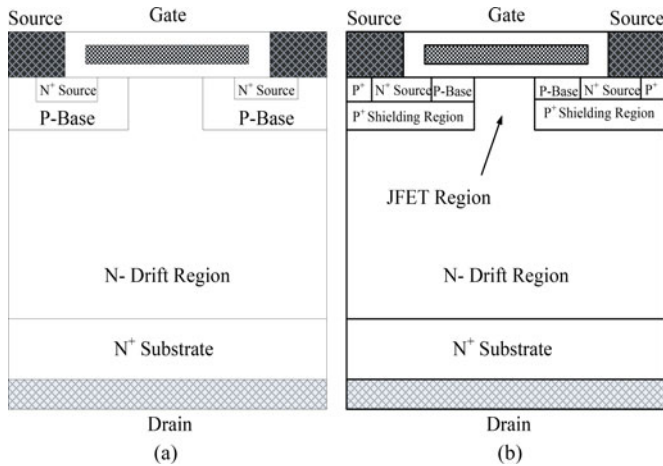 Source Gate
N⁺ Source N⁺ Source
P-Base P-Base
N- Drift Region
N⁺ Substrate
Drain
(a)
Source Gate Source
P⁺ N⁺ Source P-Base P-Base N⁺ Source P⁺
P⁺ Shielding Region P⁺ Shielding Region
JFET Region
N- Drift Region
N⁺ Substrate
Drain
(b)